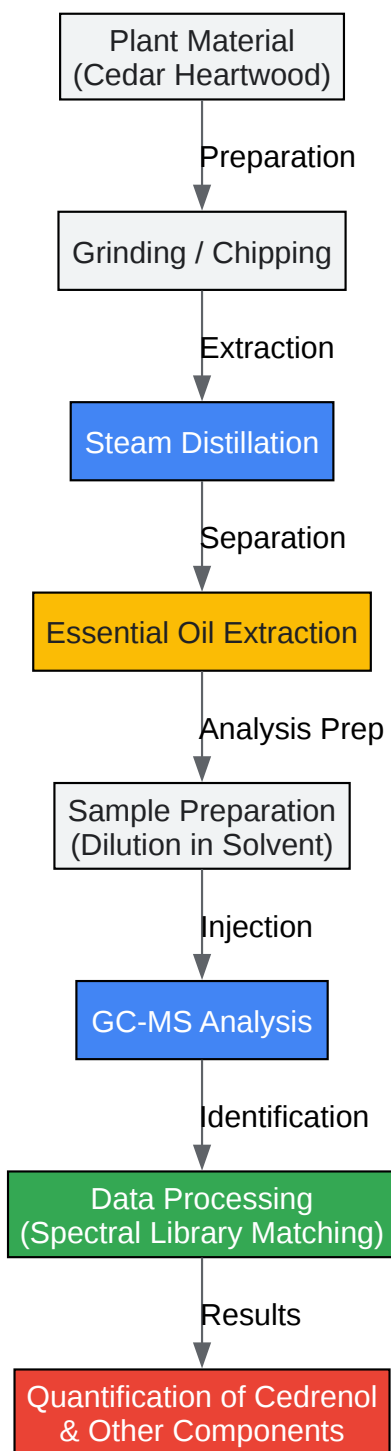 Plant Material
(Cedar Heartwood)
Preparation
Grinding / Chipping
Extraction
Steam Distillation
Separation
Essential Oil Extraction
Analysis Prep
Sample Preparation
(Dilution in Solvent)
Injection
GC-MS Analysis
Identification
Data Processing
(Spectral Library Matching)
Results
Quantification of Cedrenol
& Other Components